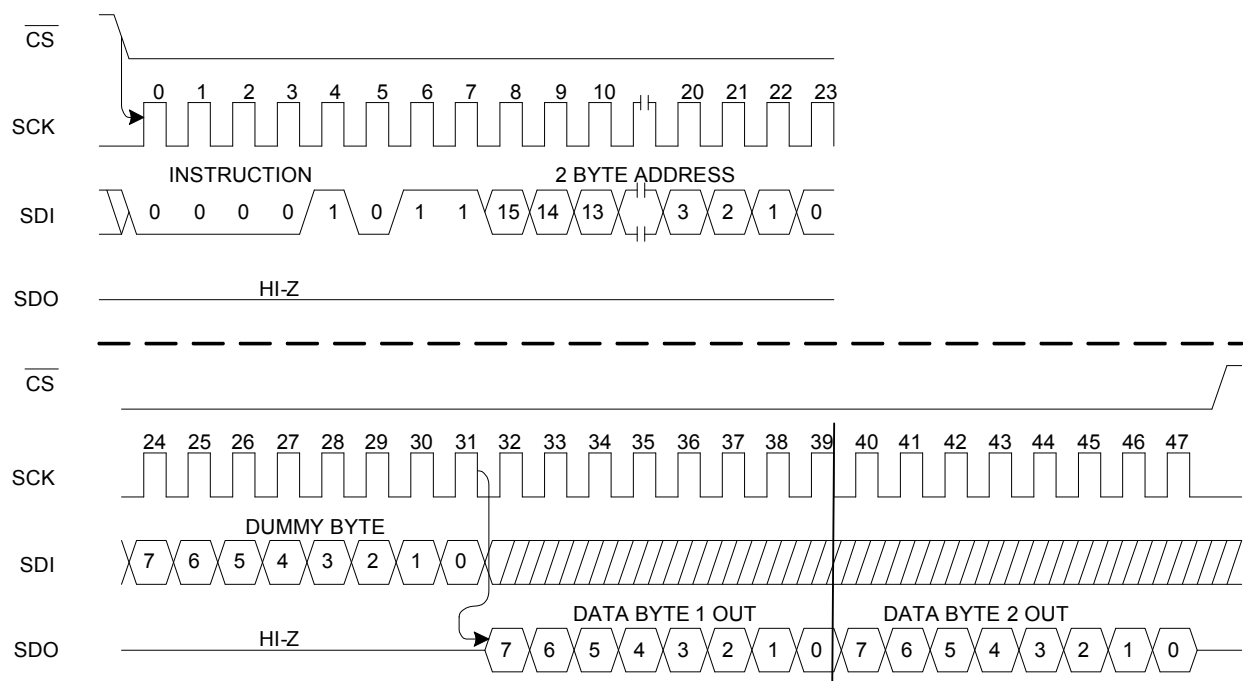 CS
0 1 2 3 4 5 6 7 8 9 10 20 21 22 23
SCK
INSTRUCTION 2 BYTE ADDRESS
SDI 0 0 0 0 1 0 1 1 15 14 13 3 2 1 0
HI-Z
SDO
CS
24 25 26 27 28 29 30 31 32 33 34 35 36 37 38 39 40 41 42 43 44 45 46 47
SCK
DUMMY BYTE
SDI 7 6 5 4 3 2 1 0
DATA BYTE 1 OUT DATA BYTE 2 OUT
HI-Z
SDO 7 6 5 4 3 2 1 0 7 6 5 4 3 2 1 0